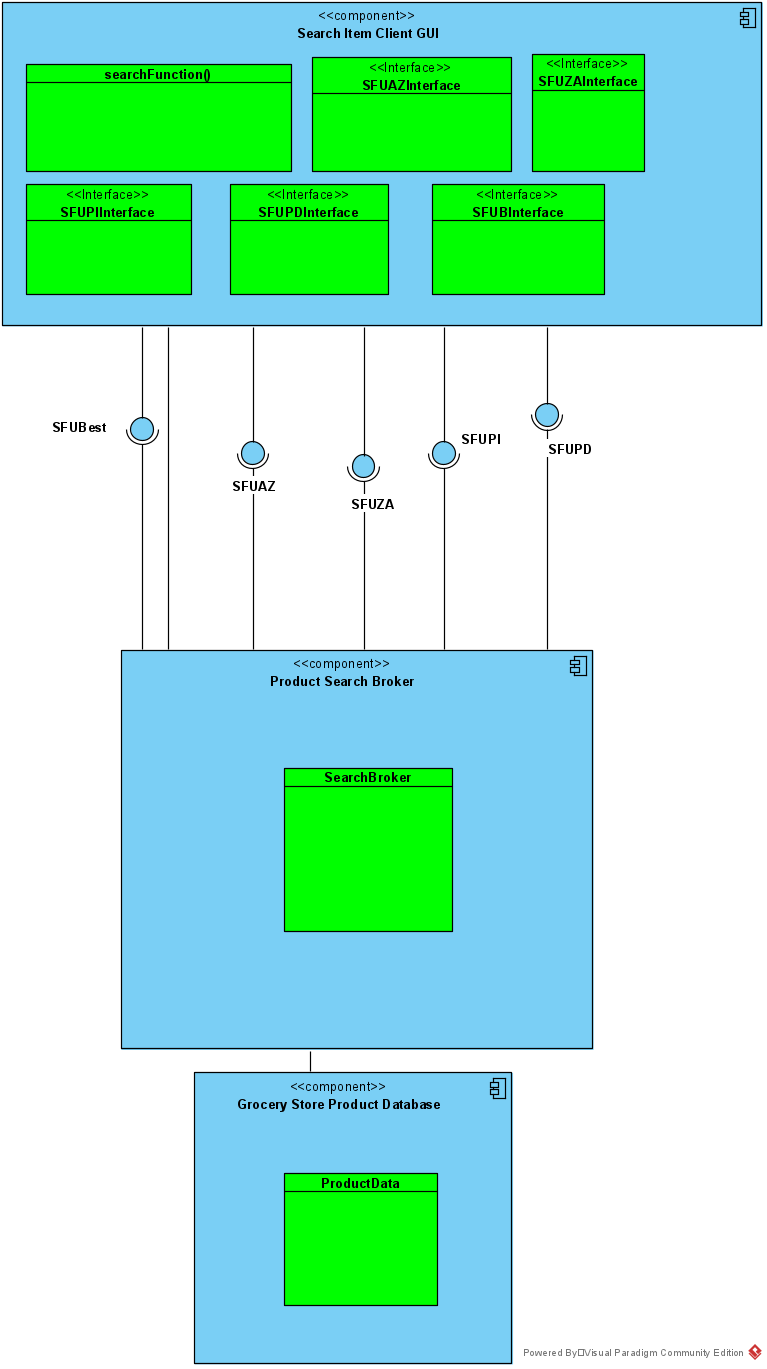 <<component>>
Search Item Client GUI
searchFunction()
<<Interface>>
SFUAZInterface
<<Interface>>
SFUZAInterface
<<Interface>>
SFUPIInterface
<<Interface>>
SFUPDInterface
<<Interface>>
SFUBInterface
SFUBest
SFUAZ
SFUZA
SFUPI
SFUPD
<<component>>
Product Search Broker
SearchBroker
<<component>>
Grocery Store Product Database
ProductData
Powered By□Visual Paradigm Community Edition